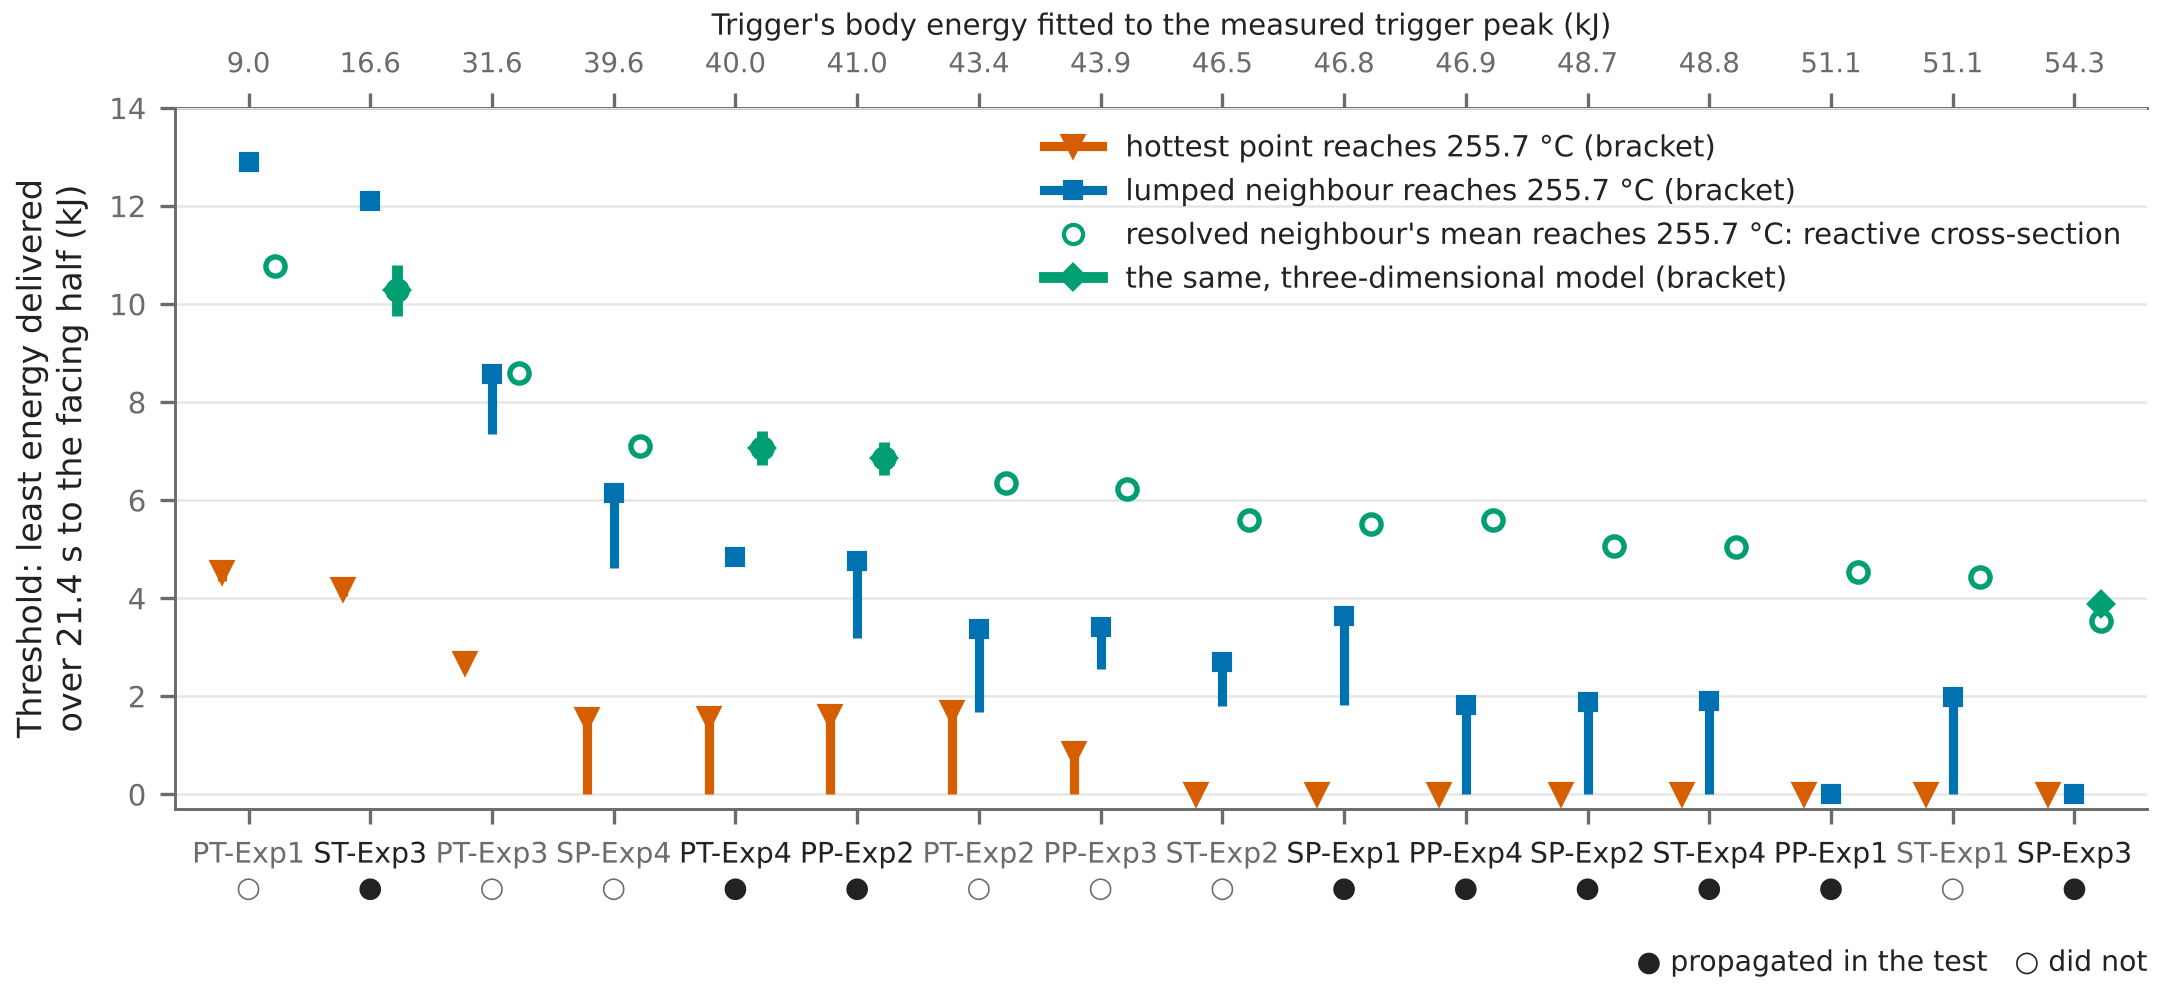 Trigger's body energy fitted to the measured trigger peak (kJ)
9.0 16.6 31.6 39.6 40.0 41.0 43.4 43.9 46.5 46.8 46.9 48.7 48.8 51.1 51.1 54.3
Threshold: least energy delivered
over 21.4 s to the facing half (kJ)
14
12
10
8
6
4
2
0
hottest point reaches 255.7 °C (bracket)
lumped neighbour reaches 255.7 °C (bracket)
resolved neighbour's mean reaches 255.7 °C: reactive cross-section
the same, three-dimensional model (bracket)
PT-Exp1 ST-Exp3 PT-Exp3 SP-Exp4 PT-Exp4 PP-Exp2 PT-Exp2 PP-Exp3 ST-Exp2 SP-Exp1 PP-Exp4 SP-Exp2 ST-Exp4 PP-Exp1 ST-Exp1 SP-Exp3
propagated in the test did not